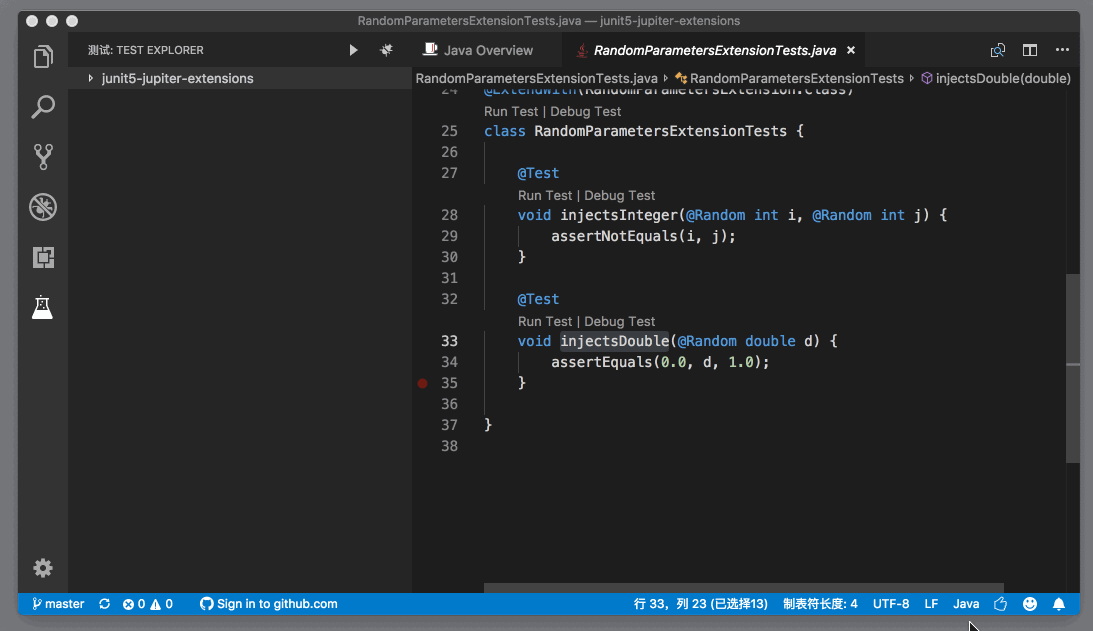 RandomParametersExtensionTests.java — junit5-jupiter-extensions
测试: TEST EXPLORER
Java Overview
RandomParametersExtensionTests.java
junit5-jupiter-extensions
RandomParametersExtensionTests.java RandomParametersExtensionTests injectsDouble(double)
24 @ExtendWith(RandomParametersExtension.class)
Run Test | Debug Test
25 class RandomParametersExtensionTests {
26
27 @Test
Run Test | Debug Test
28 void injectsInteger(@Random int i, @Random int j) {
29 assertNotEquals(i, j);
30 }
31
32 @Test
Run Test | Debug Test
33 void injectsDouble(@Random double d) {
34 assertEquals(0.0, d, 1.0);
35 }
36
37 }
38
master 0 0 Sign in to github.com 行 33，列 23 (已选择13) 制表符长度: 4 UTF-8 LF Java